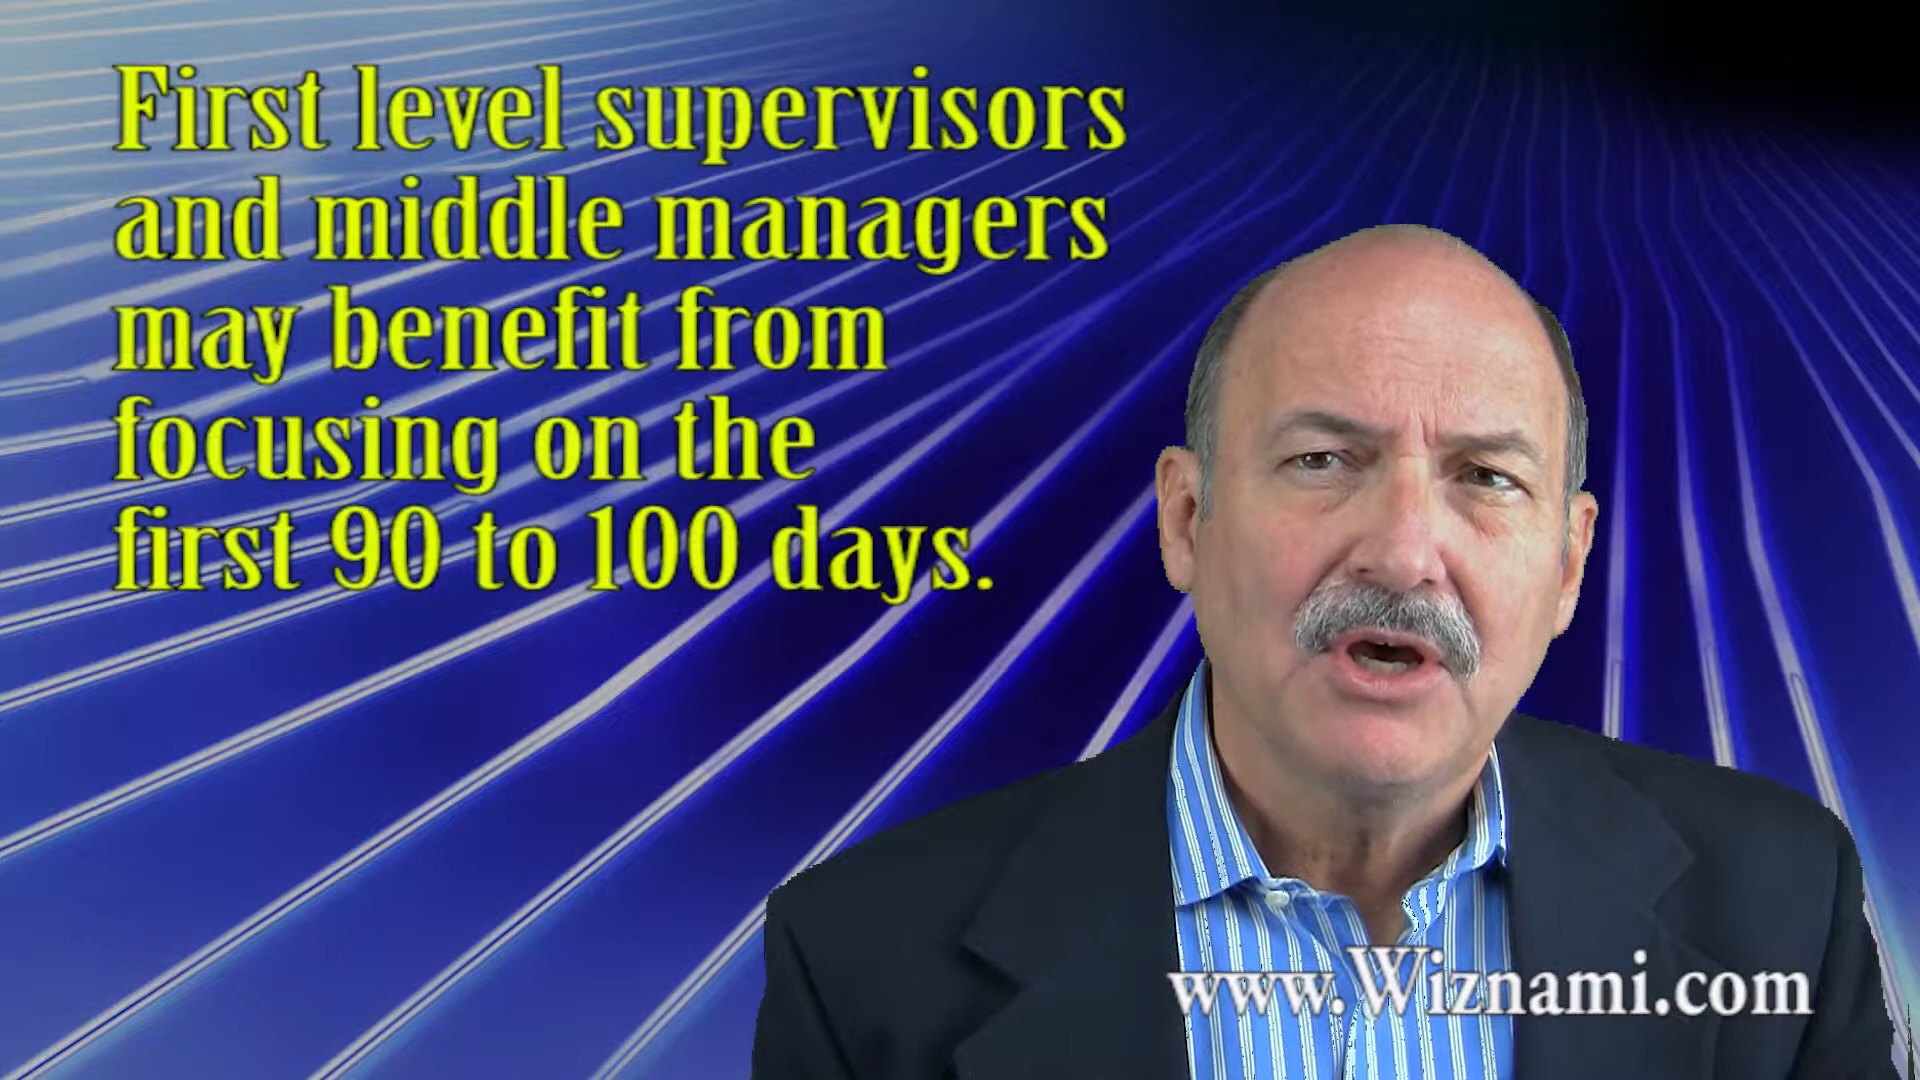 First level supervisors
and middle managers
may benefit from
focusing on the
first 90 to 100 days.
www.Wiznami.com